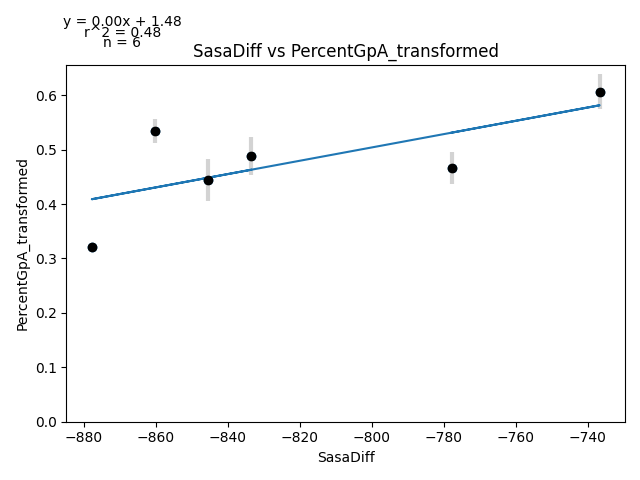 y = 0.00x + 1.48
r^2 = 0.48
n = 6
SasaDiff vs PercentGpA_transformed
PercentGpA_transformed
0.6
0.5
0.4
0.3
0.2
0.1
0.0
−880 −860 −840 −820 −800 −780 −760 −740
SasaDiff